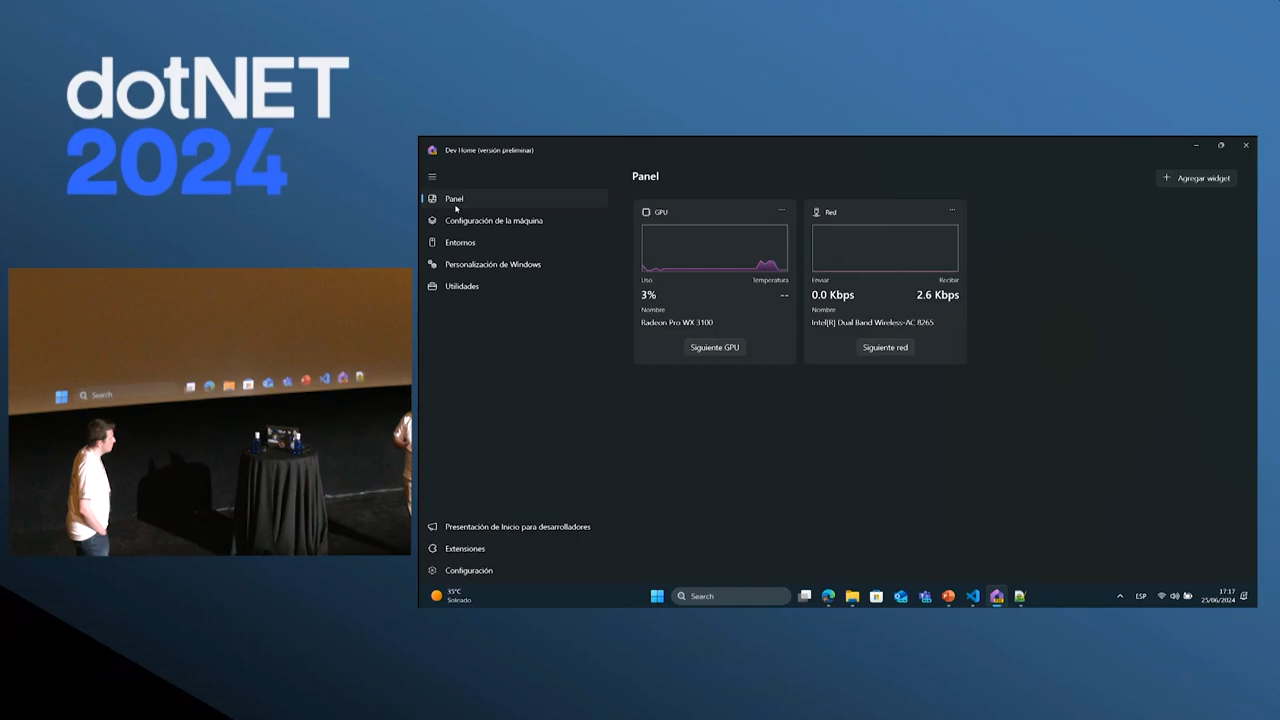 dotNET
2024
Search
Dev Home (versión preliminar)
Panel
Configuración de la máquina
Entornos
Personalización de Windows
Utilidades
Presentación de Inicio para desarrolladores
Extensiones
Configuración
Panel
+ Agregar widget
GPU
Uso Temperatura
3% --
Nombre
Radeon Pro WX 3100
Siguiente GPU
Red
Enviar Recibir
0.0 Kbps 2.6 Kbps
Nombre
Intel[R] Dual Band Wireless-AC 8265
Siguiente red
35°C
Soleado
Search
ESP
17:17
25/06/2024